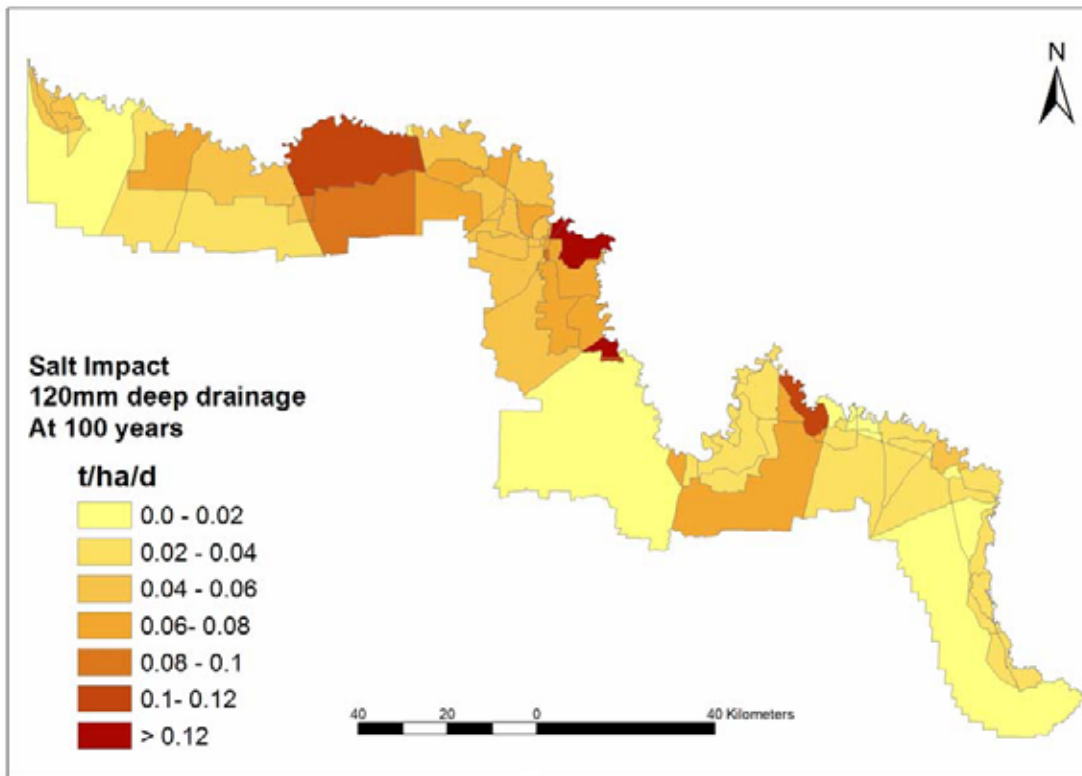 N
Salt Impact
120mm deep drainage
At 100 years
t/ha/d
0.0 - 0.02
0.02 - 0.04
0.04 - 0.06
0.06- 0.08
0.08 - 0.1
0.1- 0.12
> 0.12
40 20 0 40 Kilometers